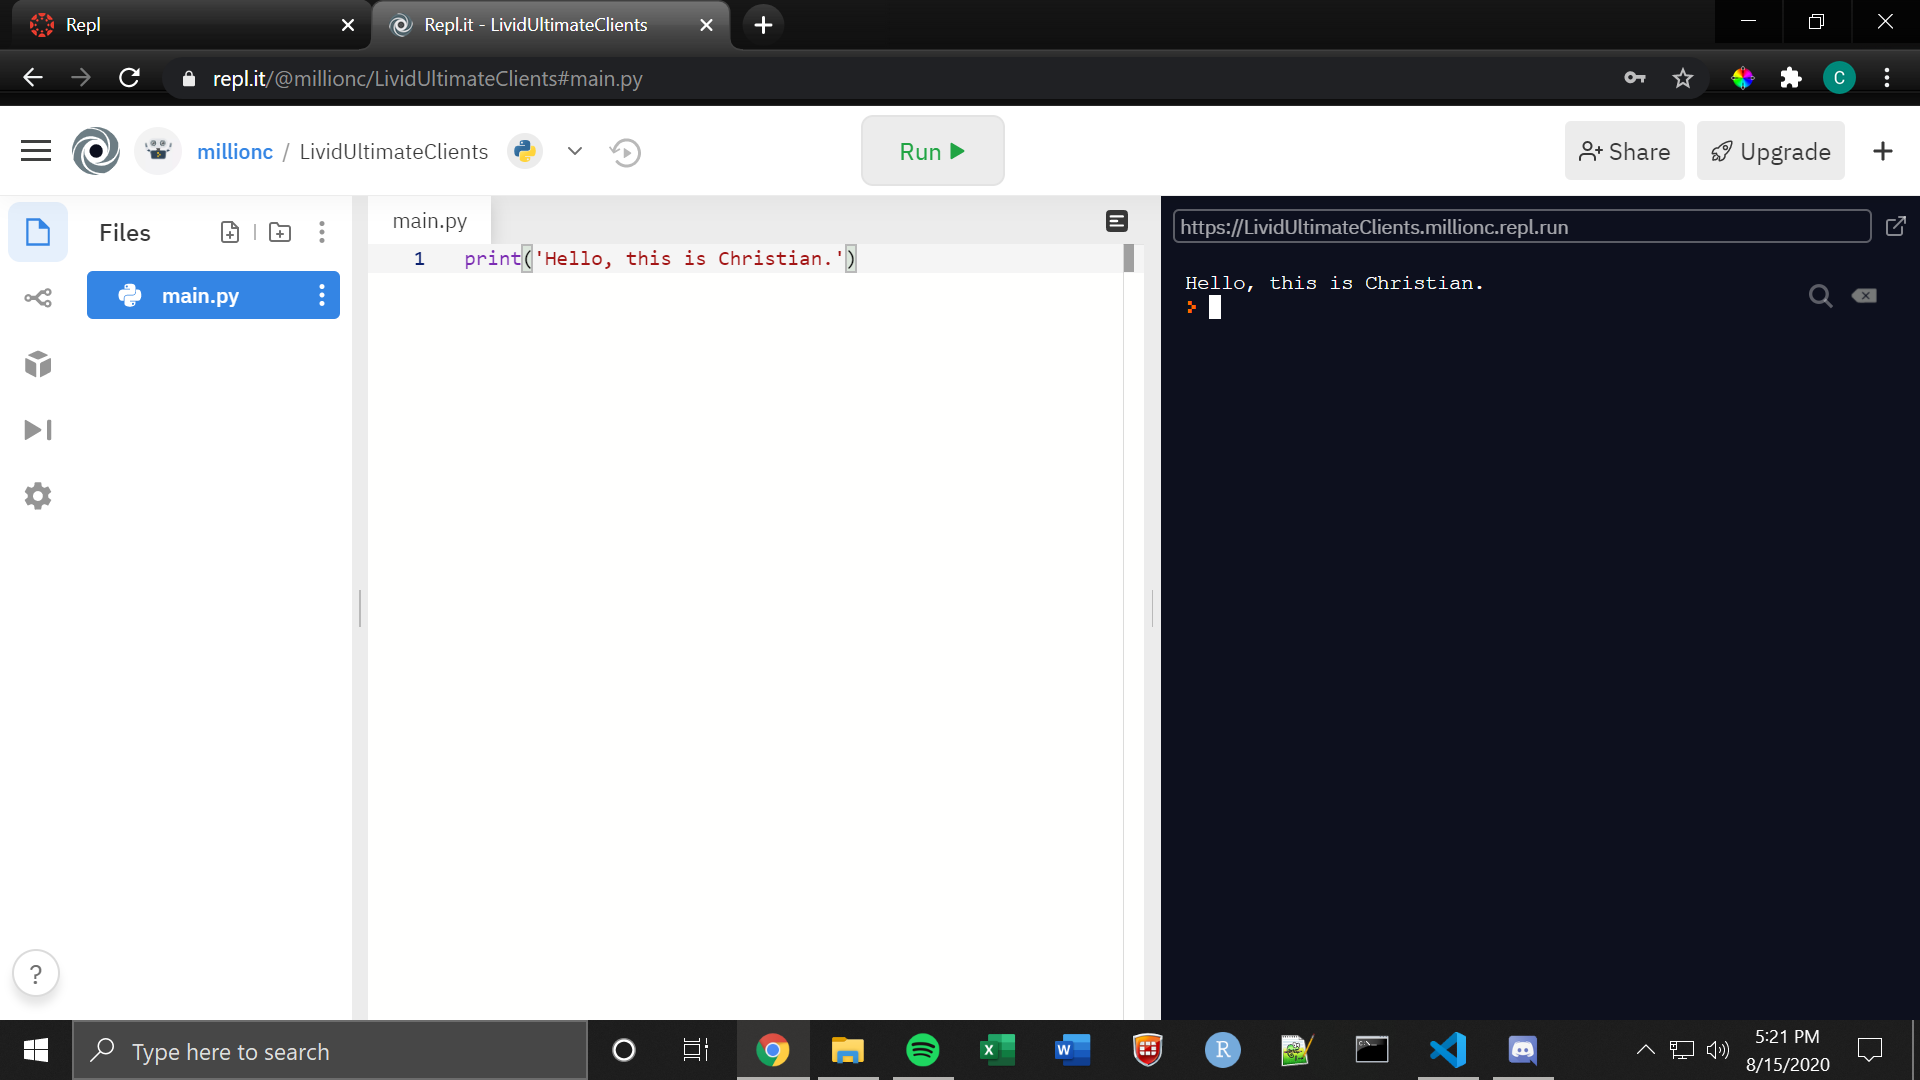 Repl
Repl.it - LividUltimateClients
repl.it/@millionc/LividUltimateClients#main.py
C
millionc / LividUltimateClients
Run
Share
Upgrade
Files
main.py
main.py
1 print('Hello, this is Christian.')
https://LividUltimateClients.millionc.repl.run
Hello, this is Christian.
?
Type here to search
5:21 PM
8/15/2020